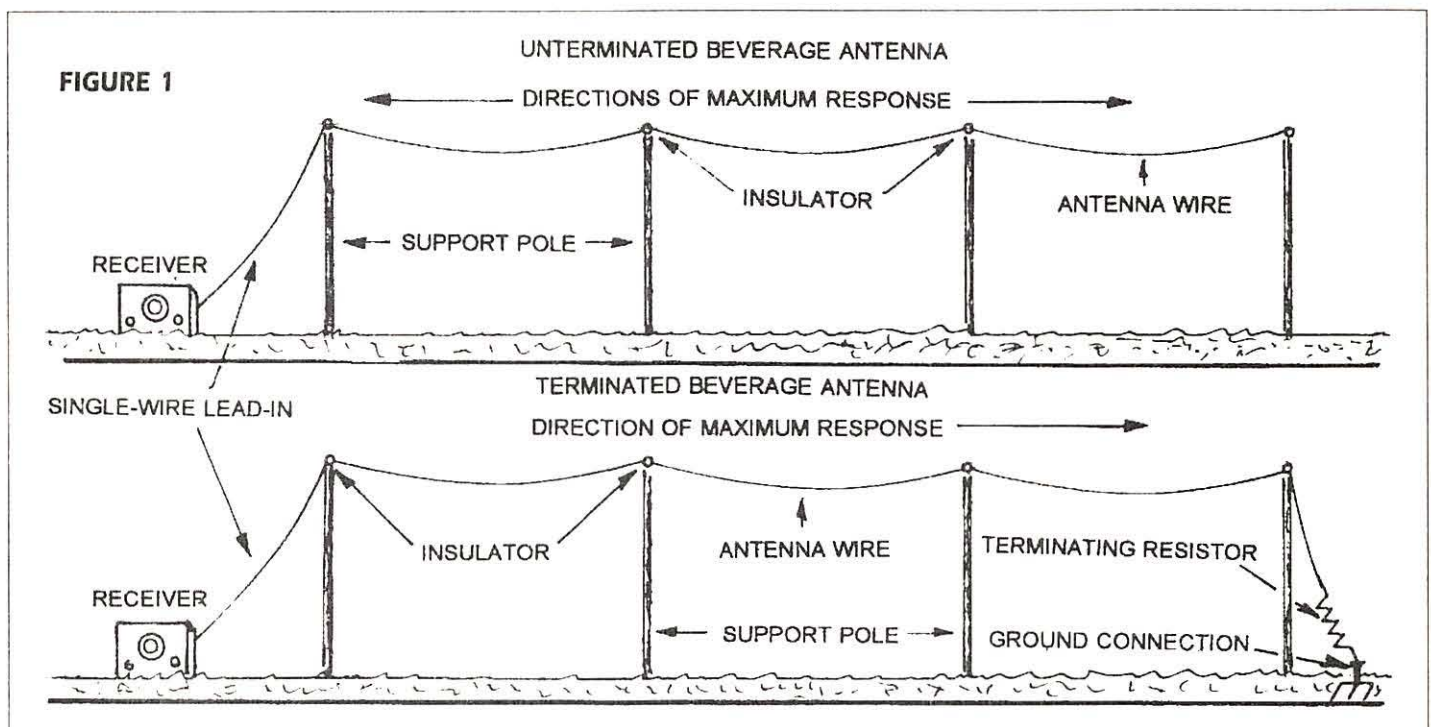 FIGURE 1
UNTERMINATED BEVERAGE ANTENNA
DIRECTIONS OF MAXIMUM RESPONSE
INSULATOR
ANTENNA WIRE
SUPPORT POLE
RECEIVER
SINGLE-WIRE LEAD-IN
TERMINATED BEVERAGE ANTENNA
DIRECTION OF MAXIMUM RESPONSE
INSULATOR
ANTENNA WIRE
TERMINATING RESISTOR
RECEIVER
SUPPORT POLE
GROUND CONNECTION